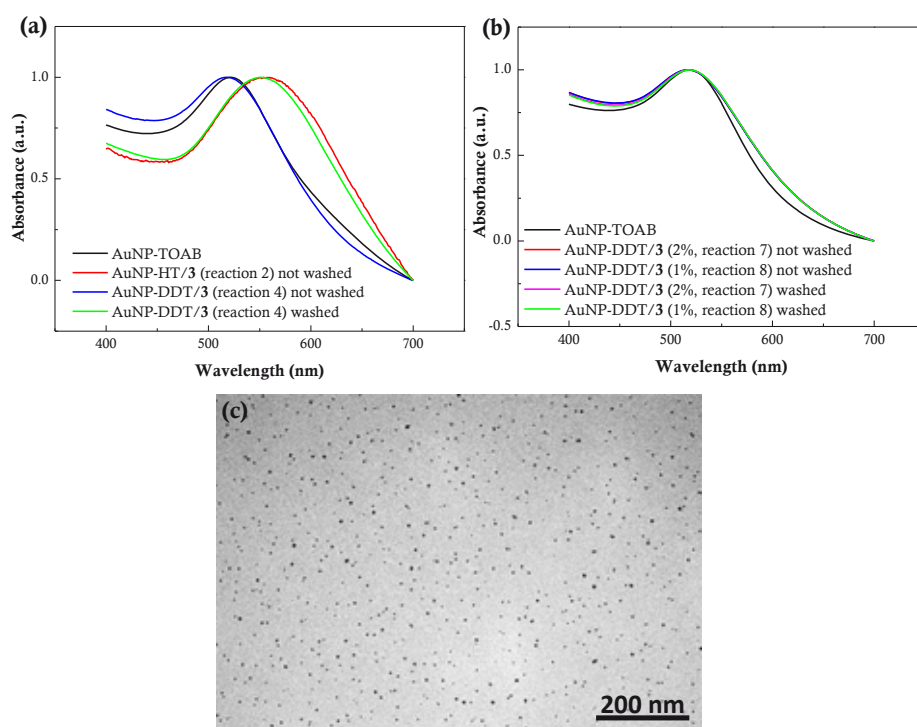 (a)
Absorbance (a.u.)
1.0
0.5
0.0
AuNP-TOAB
AuNP-HT/3 (reaction 2) not washed
AuNP-DDT/3 (reaction 4) not washed
AuNP-DDT/3 (reaction 4) washed
400
500
600
700
Wavelength (nm)
(b)
Absorbance (a.u.)
1.0
0.5
0.0
-0.5
AuNP-TOAB
AuNP-DDT/3 (2%, reaction 7) not washed
AuNP-DDT/3 (1%, reaction 8) not washed
AuNP-DDT/3 (2%, reaction 7) washed
AuNP-DDT/3 (1%, reaction 8) washed
400
500
600
700
Wavelength (nm)
(c)
200 nm